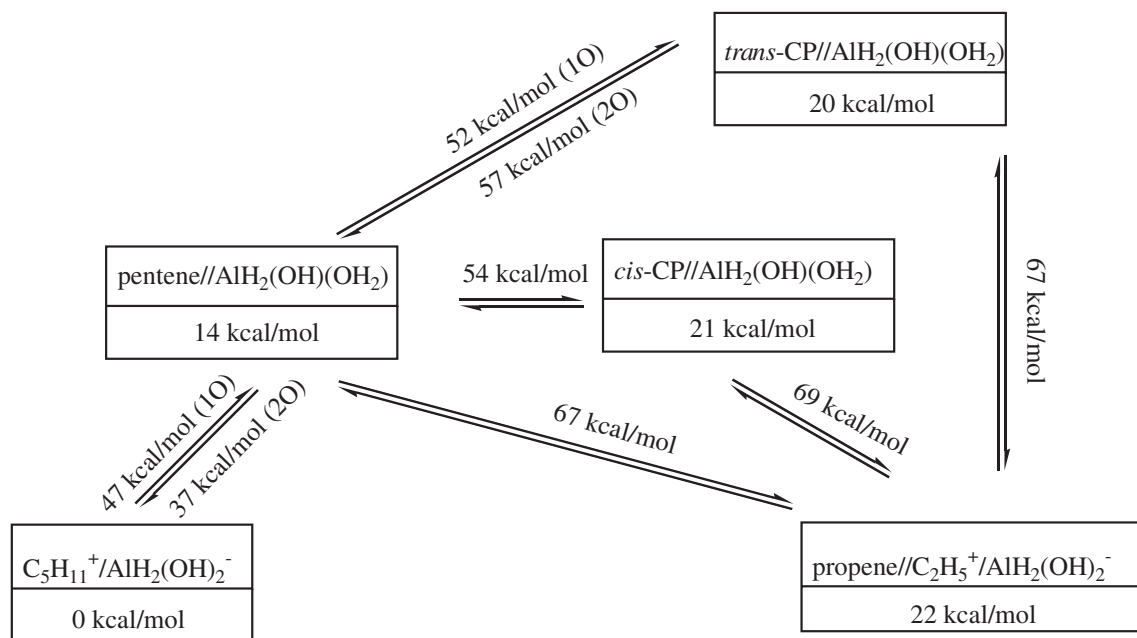 trans-CP//AlH₂(OH)(OH₂)
20 kcal/mol
52 kcal/mol (1O)
57 kcal/mol (2O)
pentene//AlH₂(OH)(OH₂)
14 kcal/mol
54 kcal/mol
cis-CP//AlH₂(OH)(OH₂)
21 kcal/mol
67 kcal/mol
47 kcal/mol (1O)
37 kcal/mol (2O)
67 kcal/mol
69 kcal/mol
C₅H₁₁⁺/AlH₂(OH)₂⁻
0 kcal/mol
propene//C₂H₅⁺/AlH₂(OH)₂⁻
22 kcal/mol